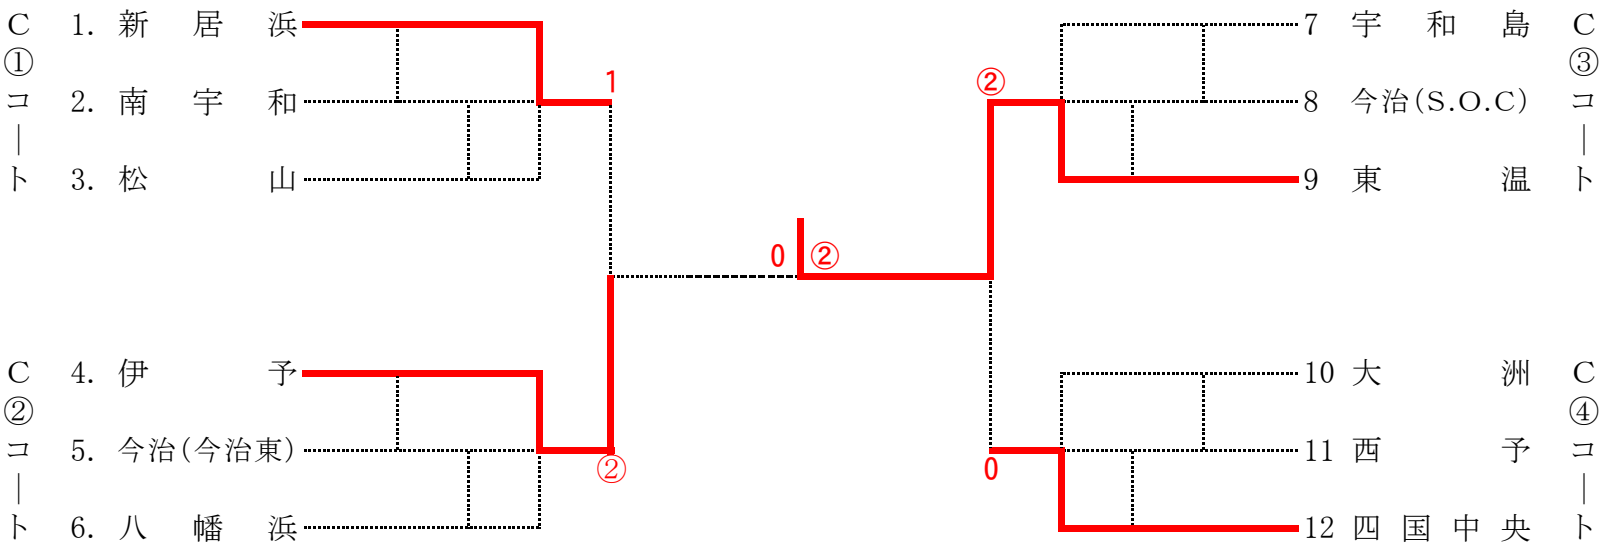 C①コート
1. 新居浜
2. 南宇和
3. 松山
1
C②コート
4. 伊予
5. 今治(今治東)
6. 八幡浜
②
0 ②
C③コート
7 宇和島
8 今治(S.O.C)
9 東温
②
C④コート
10 大洲
11 西予
12 四国中央
0